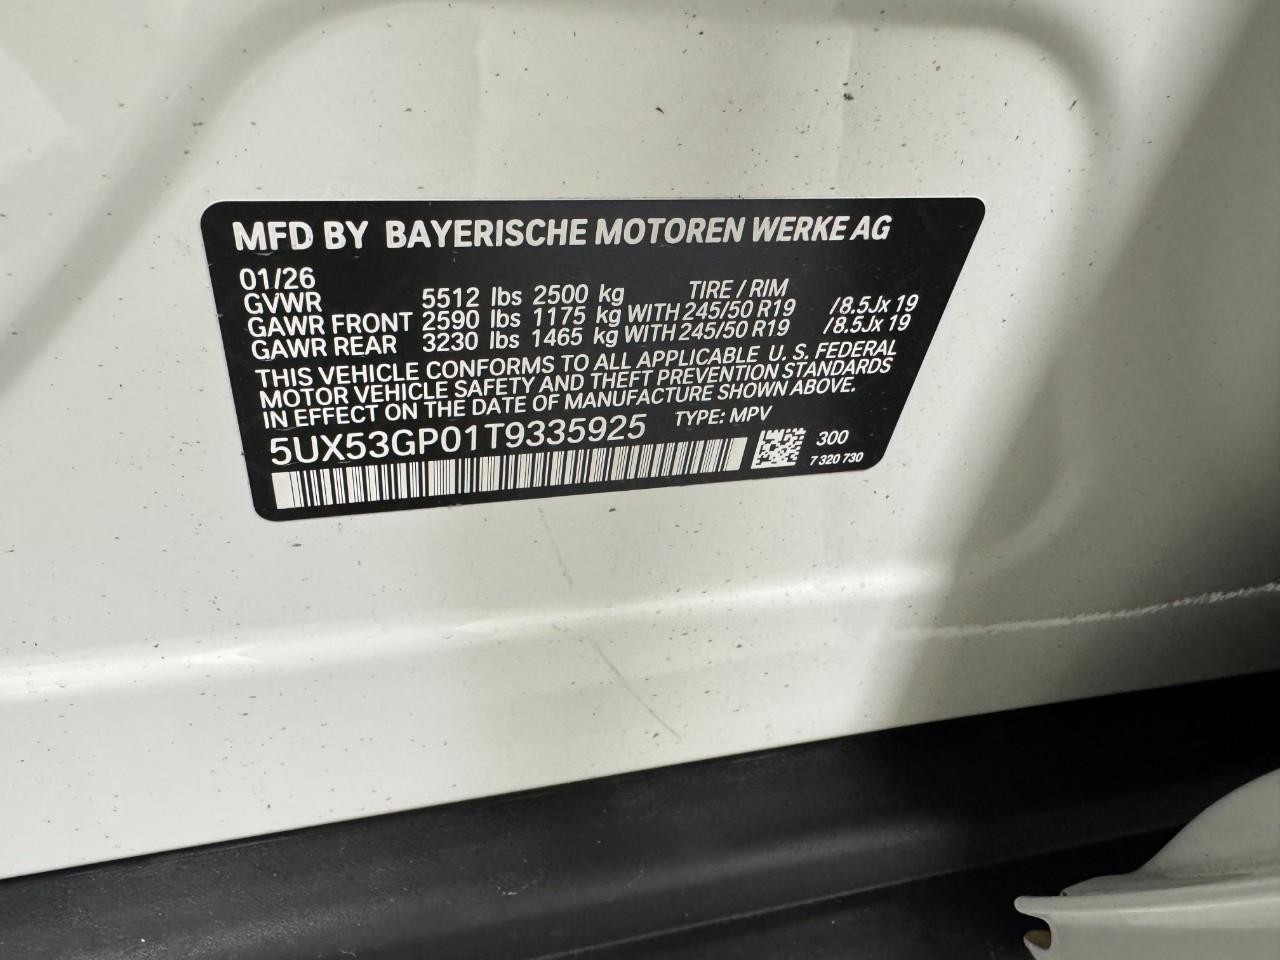 MFD BY BAYERISCHE MOTOREN WERKE AG
01/26
GVWR 5512 lbs 2500 kg TIRE / RIM
GAWR FRONT 2590 lbs 1175 kg WITH 245/50 R19 /8.5Jx 19
GAWR REAR 3230 lbs 1465 kg WITH 245/50 R19 /8.5Jx 19
THIS VEHICLE CONFORMS TO ALL APPLICABLE U. S. FEDERAL
MOTOR VEHICLE SAFETY AND THEFT PREVENTION STANDARDS
IN EFFECT ON THE DATE OF MANUFACTURE SHOWN ABOVE.
5UX53GP01T9335925 TYPE: MPV
300
7 320 730